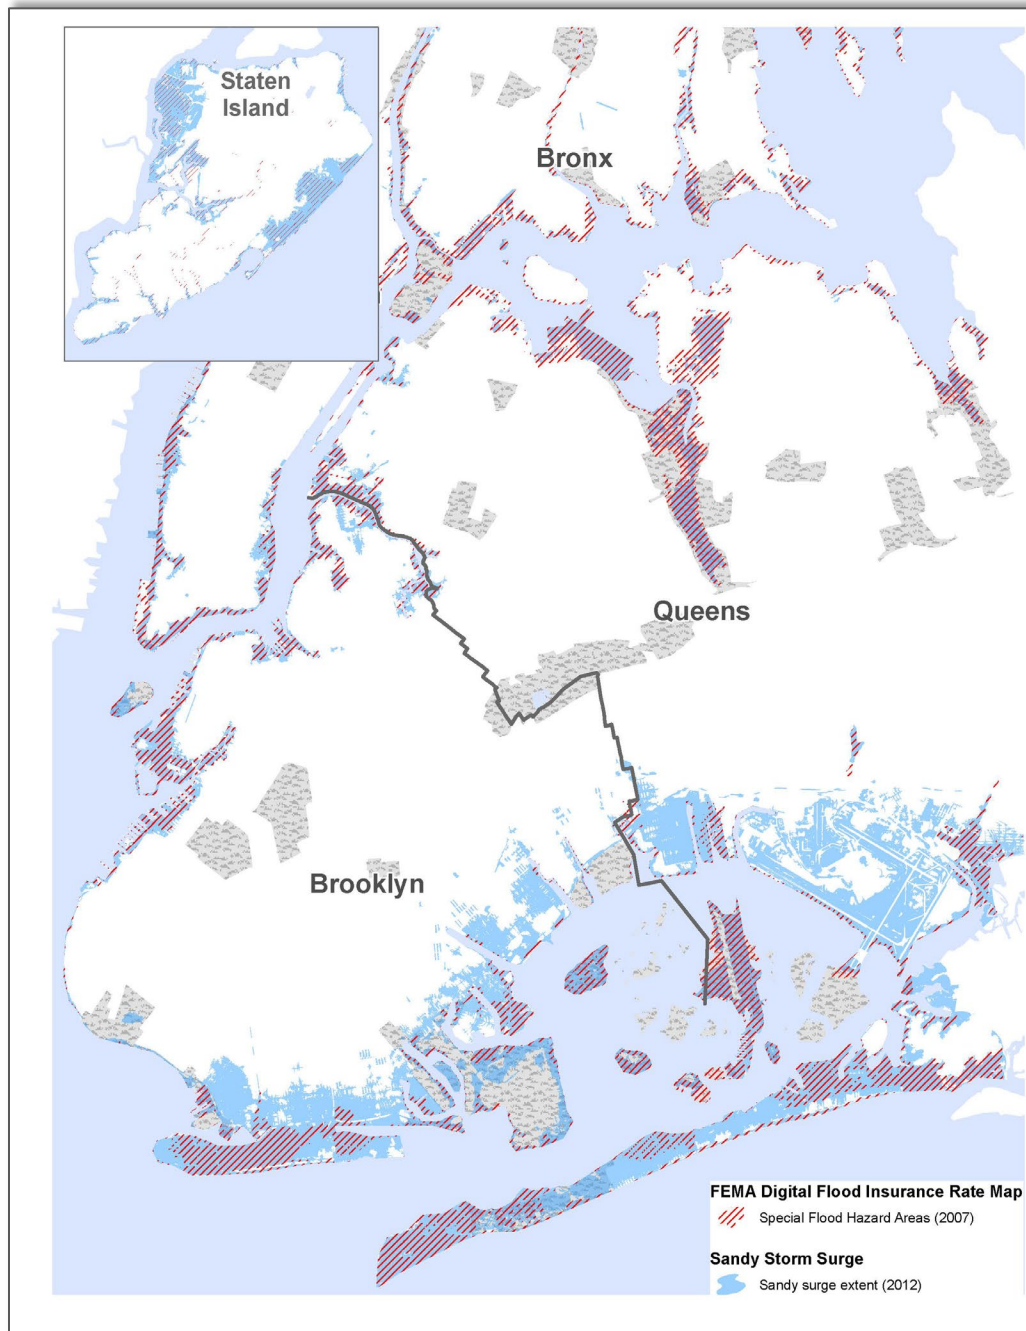 Staten
Island
Bronx
Queens
Brooklyn
FEMA Digital Flood Insurance Rate Map
Special Flood Hazard Areas (2007)
Sandy Storm Surge
Sandy surge extent (2012)